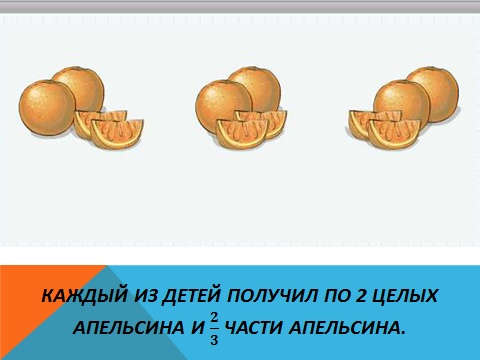 КАЖДЫЙ ИЗ ДЕТЕЙ ПОЛУЧИЛ ПО 2 ЦЕЛЫХ
АПЕЛЬСИНА И 2/3 ЧАСТИ АПЕЛЬСИНА.